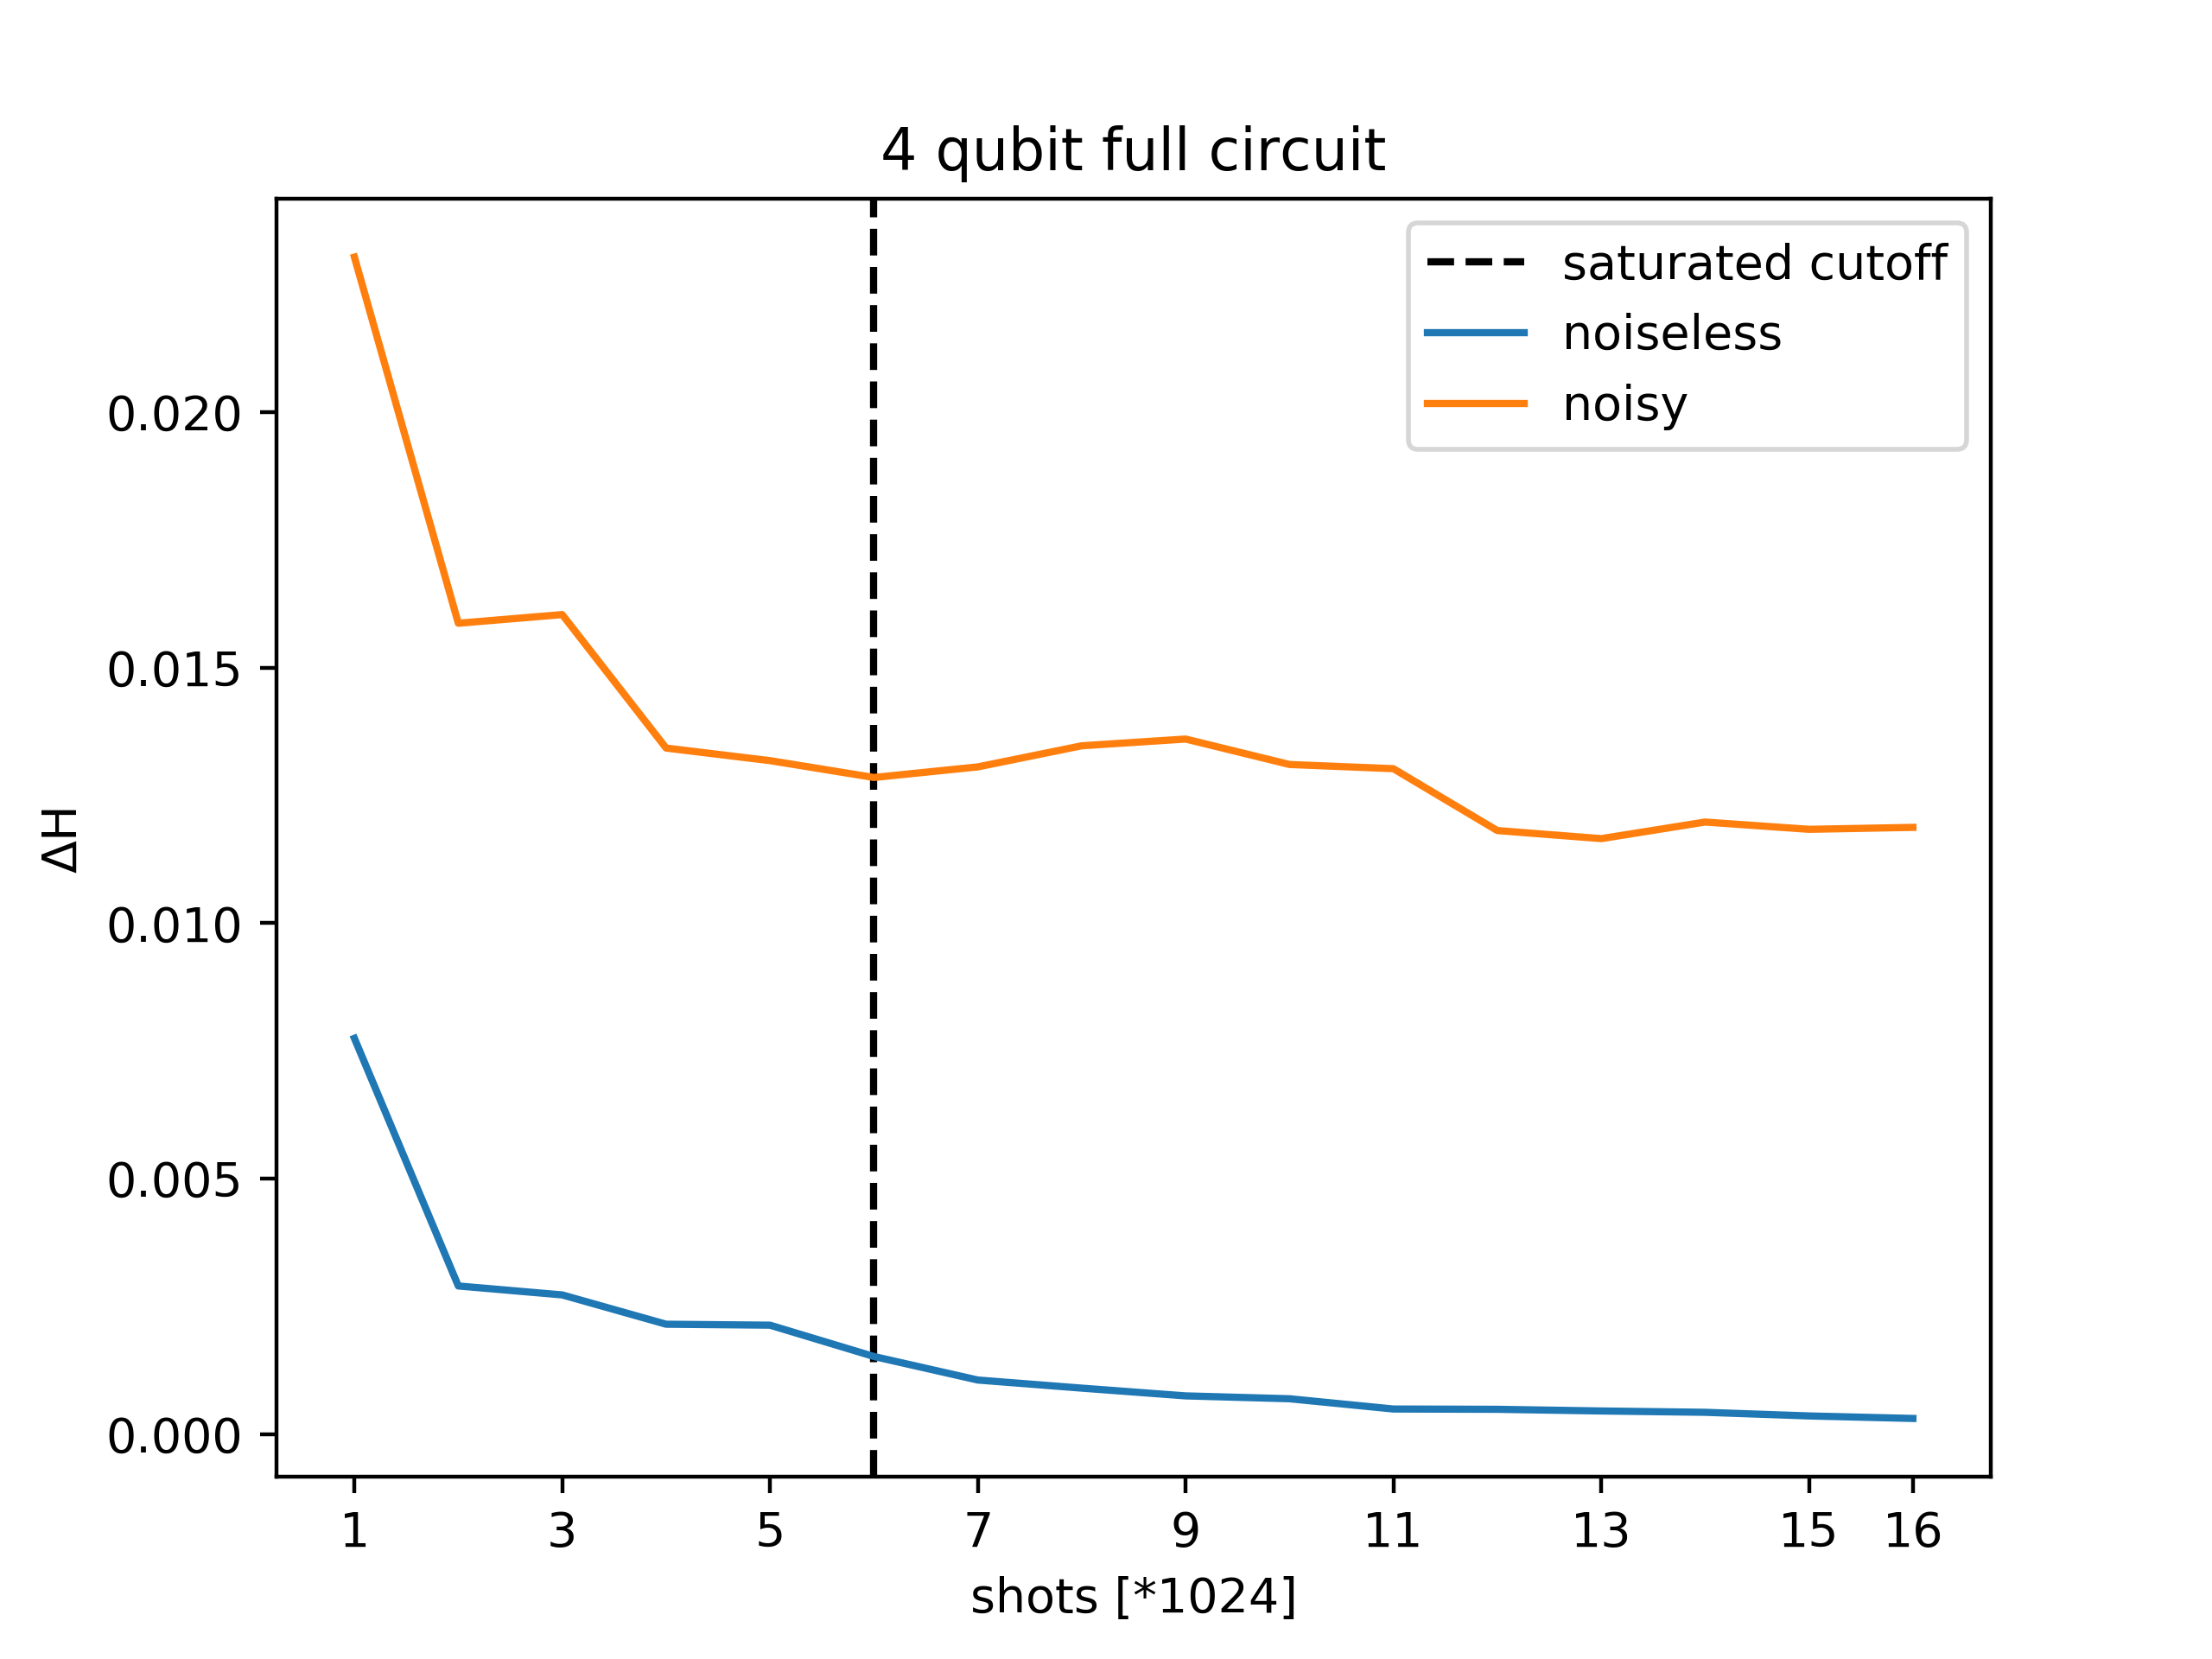 4 qubit full circuit
saturated cutoff
noiseless
noisy
0.020
0.015
0.010
0.005
0.000
ΔH
1 3 5 7 9 11 13 15 16
shots [*1024]